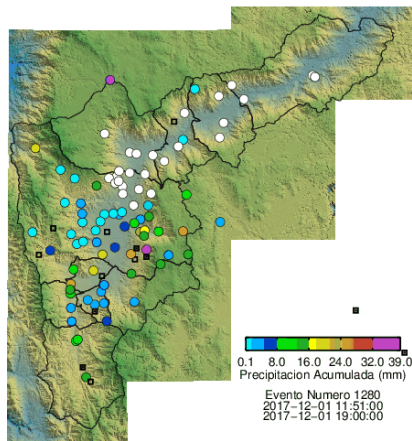 0.1 8.0 16.0 24.0 32.0 39.0
Precipitacion Acumulada (mm)
Evento Numero 1280
2017-12-01 11:51:00
2017-12-01 19:00:00